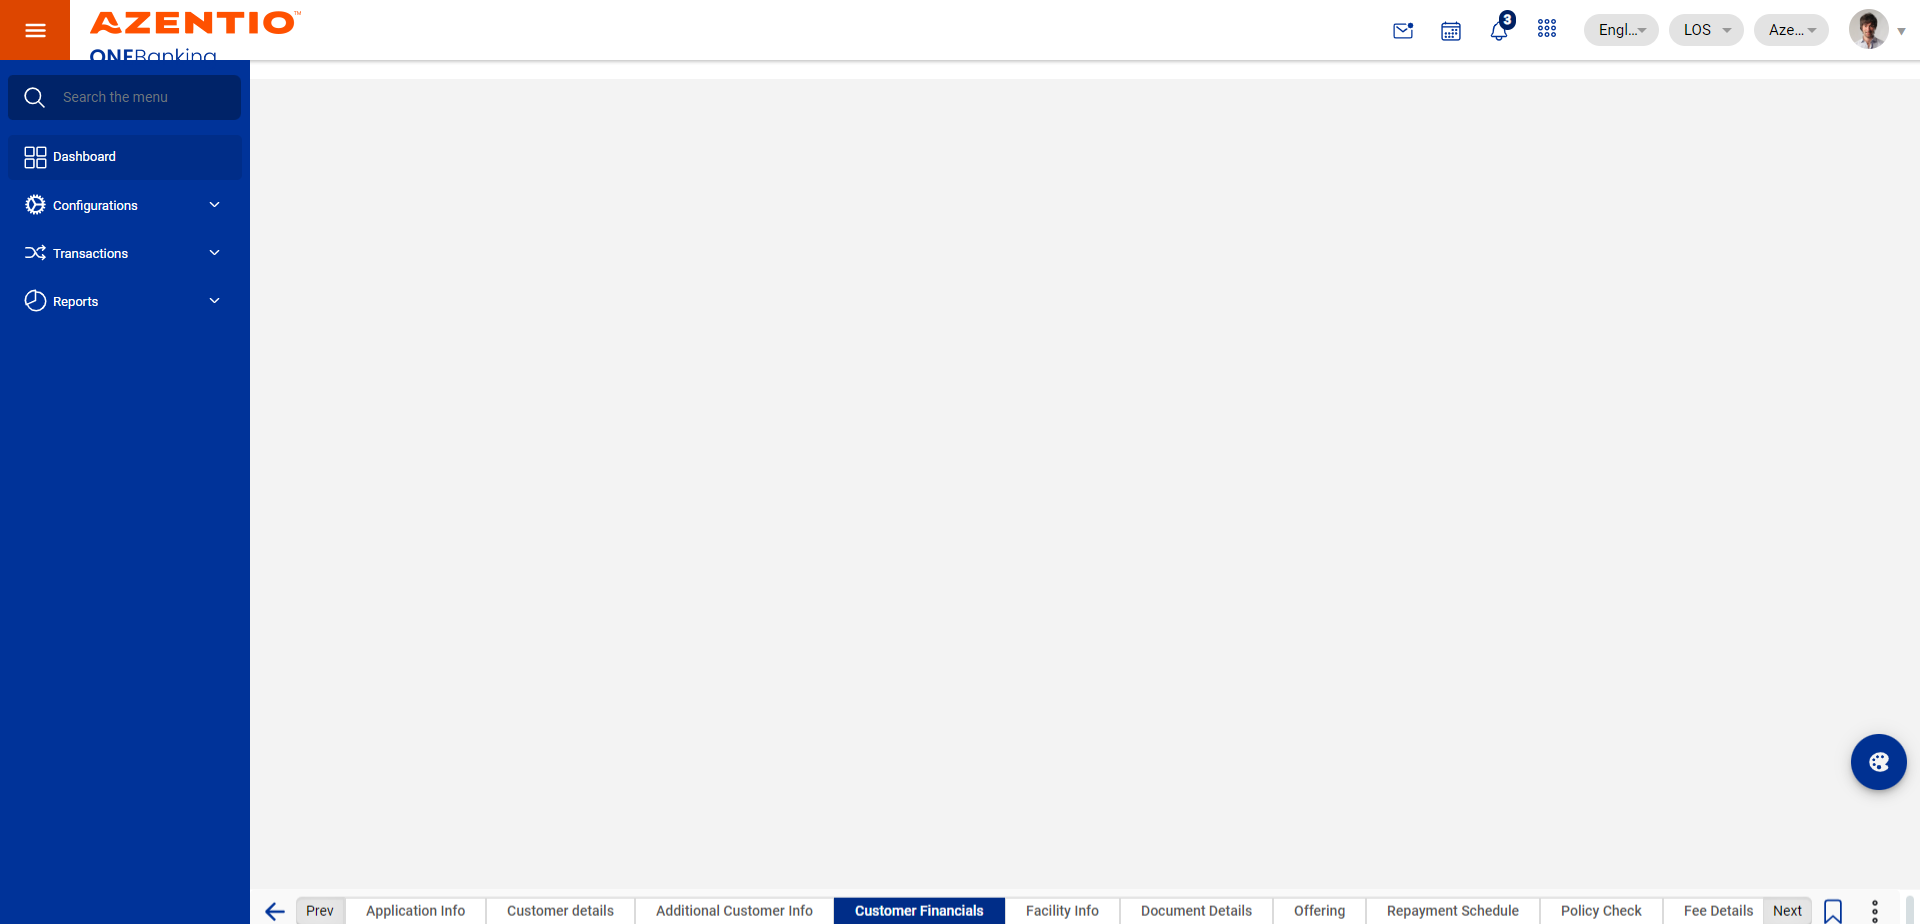 AZENTIO™
ONEBanking
3
Engl...
LOS
Aze...
Search the menu
Dashboard
Configurations
Transactions
Reports
Prev
Application Info
Customer details
Additional Customer Info
Customer Financials
Facility Info
Document Details
Offering
Repayment Schedule
Policy Check
Fee Details
Next